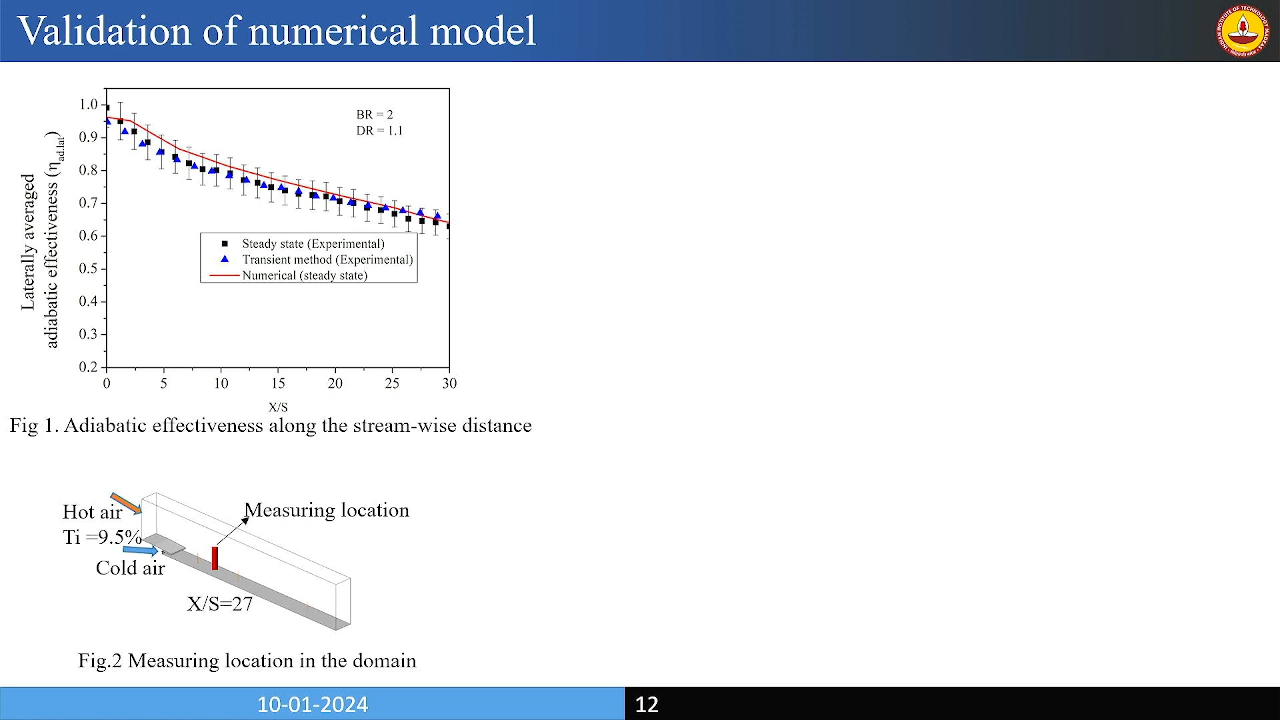 Validation of numerical model
BR = 2
DR = 1.1
Laterally averaged
adiabatic effectiveness (ηad.lat)
1.0
0.9
0.8
0.7
0.6
0.5
0.4
0.3
0.2
Steady state (Experimental)
Transient method (Experimental)
Numerical (steady state)
0 5 10 15 20 25 30
X/S
Fig 1. Adiabatic effectiveness along the stream-wise distance
Hot air
Ti =9.5%
Cold air
Measuring location
X/S=27
Fig.2 Measuring location in the domain
10-01-2024
12